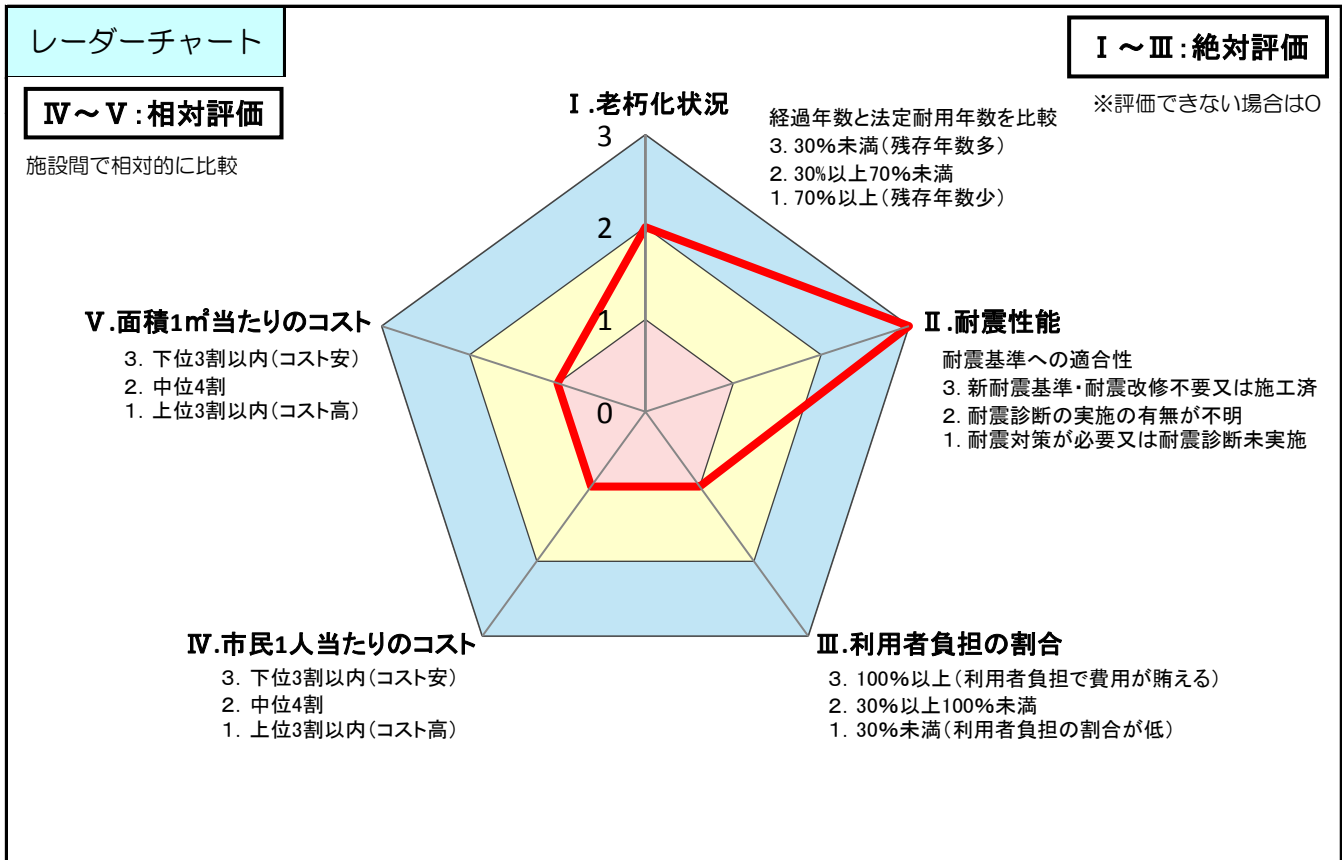 レーダーチャート
Ⅰ～Ⅲ:絶対評価
※評価できない場合は0
Ⅳ～Ⅴ:相対評価
施設間で相対的に比較
Ⅰ.老朽化状況
経過年数と法定耐用年数を比較
3. 30%未満(残存年数多)
2. 30%以上70%未満
1. 70%以上(残存年数少)
3
2
1
0
Ⅱ.耐震性能
耐震基準への適合性
3. 新耐震基準・耐震改修不要又は施工済
2. 耐震診断の実施の有無が不明
1. 耐震対策が必要又は耐震診断未実施
Ⅴ.面積1㎡当たりのコスト
3. 下位3割以内(コスト安)
2. 中位4割
1. 上位3割以内(コスト高)
Ⅳ.市民1人当たりのコスト
3. 下位3割以内(コスト安)
2. 中位4割
1. 上位3割以内(コスト高)
Ⅲ.利用者負担の割合
3. 100%以上(利用者負担で費用が賄える)
2. 30%以上100%未満
1. 30%未満(利用者負担の割合が低)